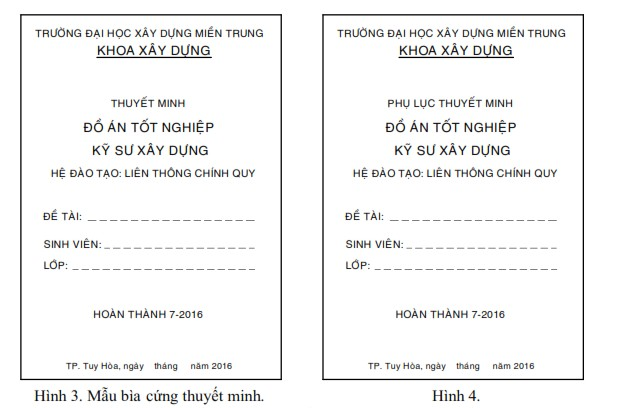 TRƯỜNG ĐẠI HỌC XÂY DỰNG MIỀN TRUNG
KHOA XÂY DỰNG
THUYẾT MINH
ĐỒ ÁN TỐT NGHIỆP
KỸ SƯ XÂY DỰNG
HỆ ĐÀO TẠO: LIÊN THÔNG CHÍNH QUY
ĐỀ TÀI: _ _ _ _ _ _ _ _ _ _ _ _ _ _ _
SINH VIÊN: _ _ _ _ _ _ _ _ _ _ _ _ _ _
LỚP: _ _ _ _ _ _ _ _ _ _ _ _ _ _ _ _ _
HOÀN THÀNH 7-2016
TP. Tuy Hòa, ngày tháng năm 2016
Hình 3. Mẫu bìa cứng thuyết minh.
TRƯỜNG ĐẠI HỌC XÂY DỰNG MIỀN TRUNG
KHOA XÂY DỰNG
PHỤ LỤC THUYẾT MINH
ĐỒ ÁN TỐT NGHIỆP
KỸ SƯ XÂY DỰNG
HỆ ĐÀO TẠO: LIÊN THÔNG CHÍNH QUY
ĐỀ TÀI: _ _ _ _ _ _ _ _ _ _ _ _ _ _ _
SINH VIÊN: _ _ _ _ _ _ _ _ _ _ _ _ _ _
LỚP: _ _ _ _ _ _ _ _ _ _ _ _ _ _ _ _ _
HOÀN THÀNH 7-2016
TP. Tuy Hòa, ngày tháng năm 2016
Hình 4.